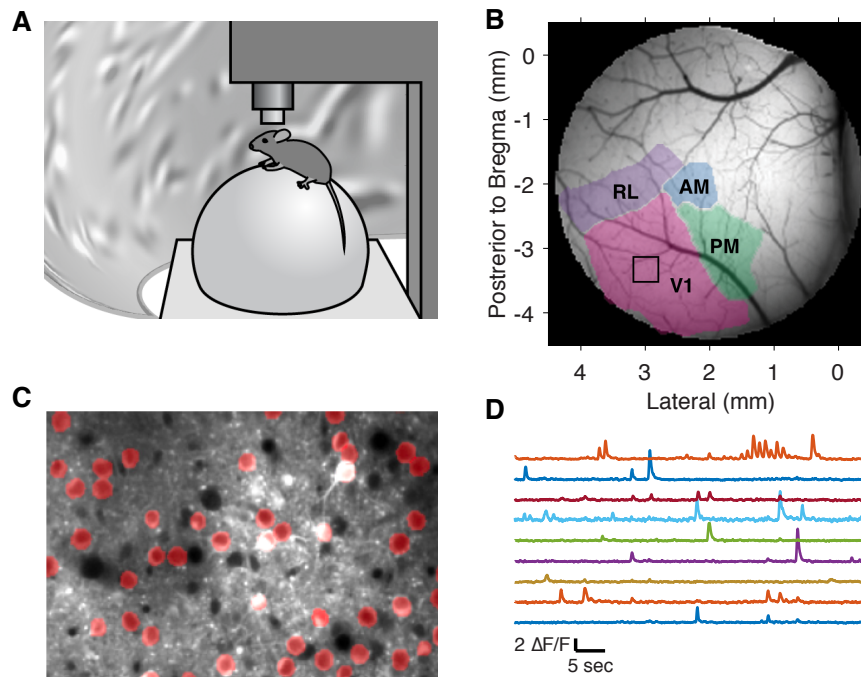 A
B
Postrerior to Bregma (mm)
0
-1
-2
-3
-4
RL
AM
PM
V1
4 3 2 1 0
Lateral (mm)
C
D
2 ΔF/F
5 sec